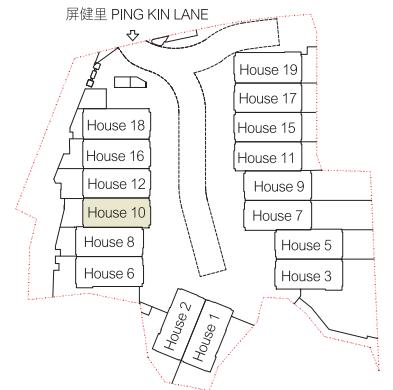 屏健里 PING KIN LANE
House 19
House 17
House 18
House 15
House 16
House 11
House 12
House 9
House 10
House 7
House 8
House 5
House 6
House 3
House 2
House 1